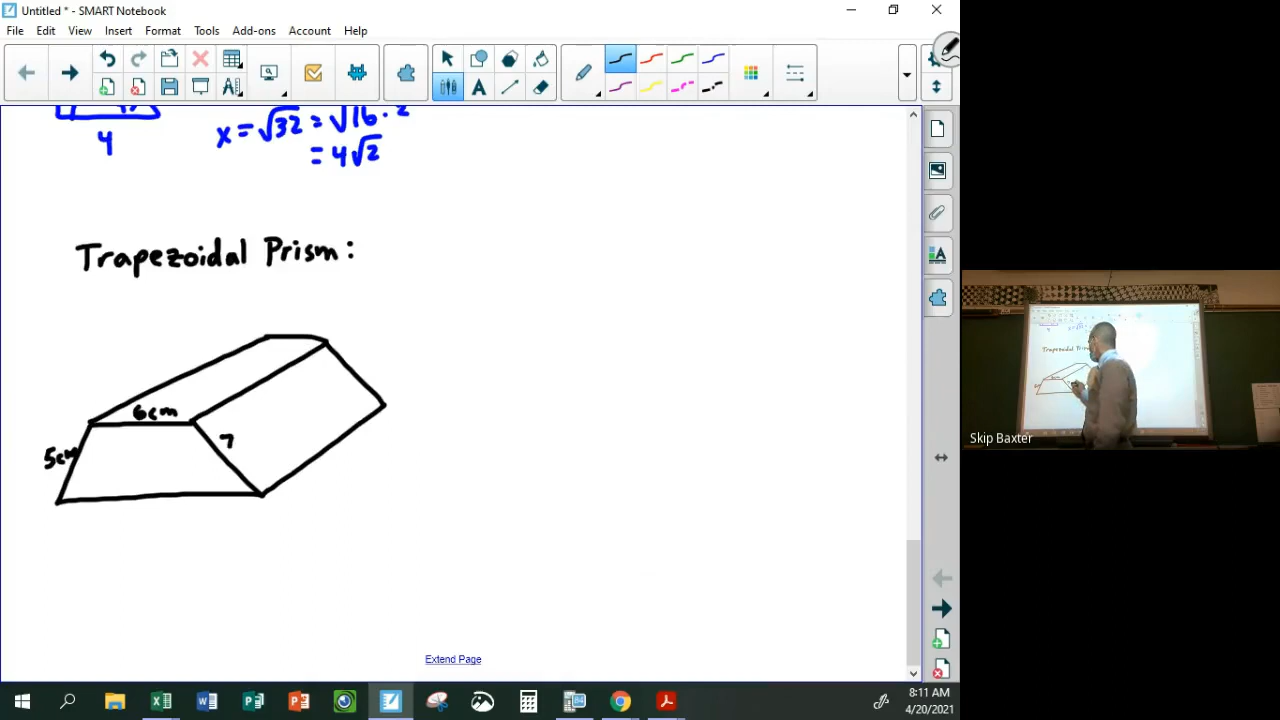 Untitled * - SMART Notebook
File Edit View Insert Format Tools Add-ons Account Help
4
x = √32 = √16 · 2
= 4√2
Trapezoidal Prism:
6cm
5cm
7
Extend Page
Skip Baxter
8:11 AM
4/20/2021